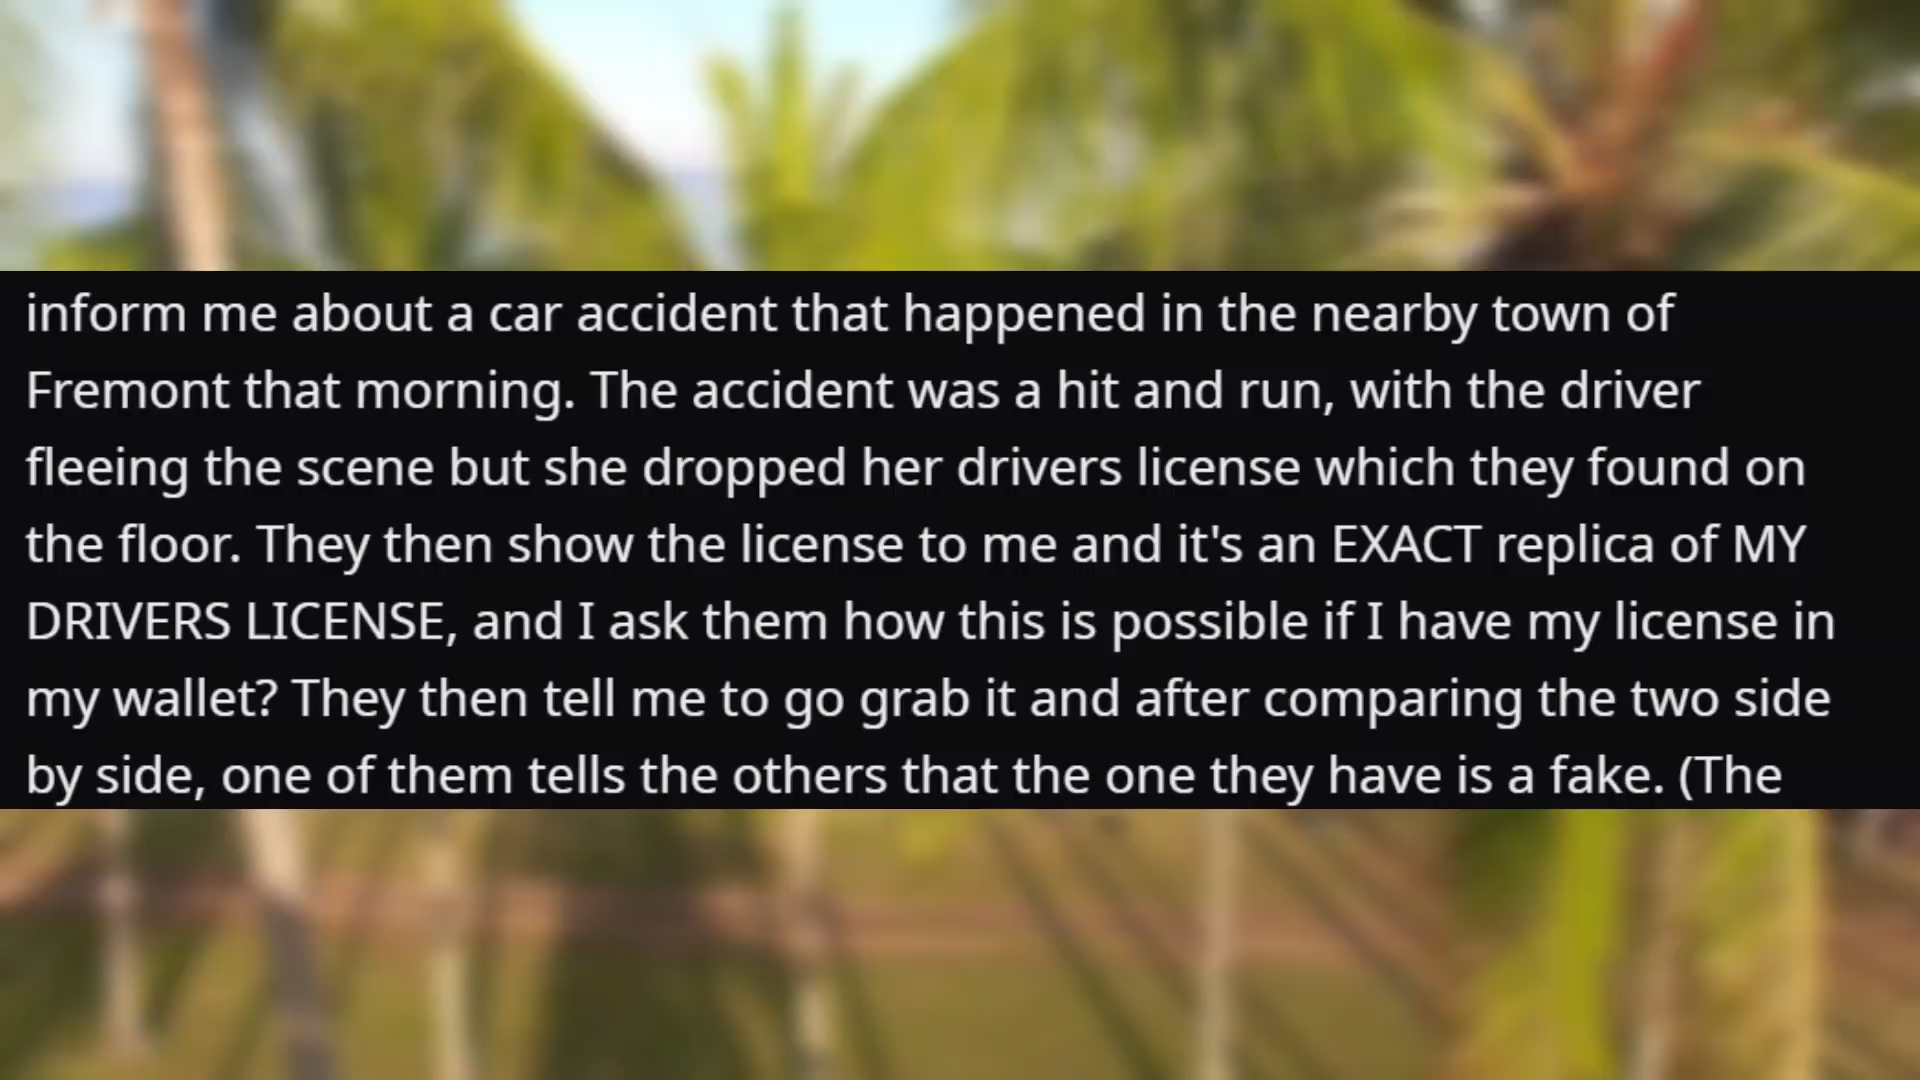 inform me about a car accident that happened in the nearby town of
Fremont that morning. The accident was a hit and run, with the driver
fleeing the scene but she dropped her drivers license which they found on
the floor. They then show the license to me and it's an EXACT replica of MY
DRIVERS LICENSE, and I ask them how this is possible if I have my license in
my wallet? They then tell me to go grab it and after comparing the two side
by side, one of them tells the others that the one they have is a fake. (The